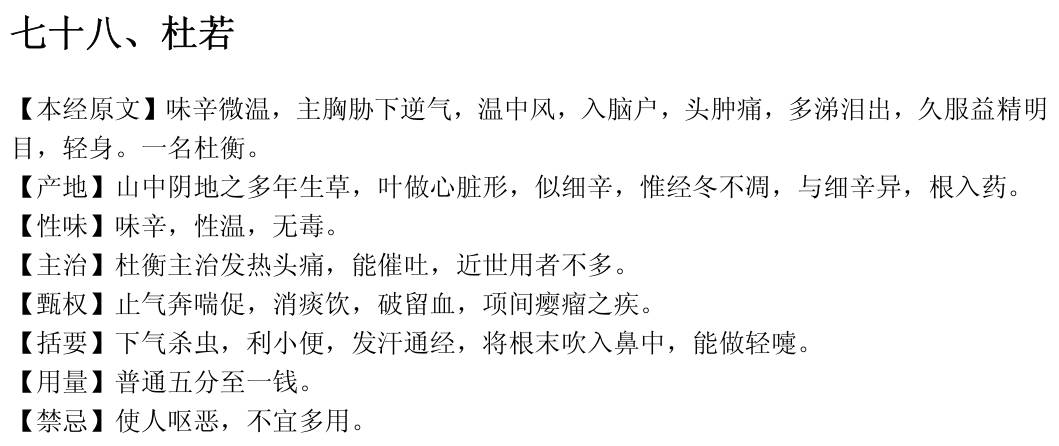 七十八、杜若
【本经原文】味辛微温，主胸胁下逆气，温中风，入脑户，头肿痛，多涕泪出，久服益精明
目，轻身。一名杜衡。
【产地】山中阴地之多年生草，叶做心脏形，似细辛，惟经冬不凋，与细辛异，根入药。
【性味】味辛，性温，无毒。
【主治】杜衡主治发热头痛，能催吐，近世用者不多。
【甄权】止气奔喘促，消痰饮，破留血，项间瘿瘤之疾。
【括要】下气杀虫，利小便，发汗通经，将根末吹入鼻中，能做轻嚏。
【用量】普通五分至一钱。
【禁忌】使人呕恶，不宜多用。